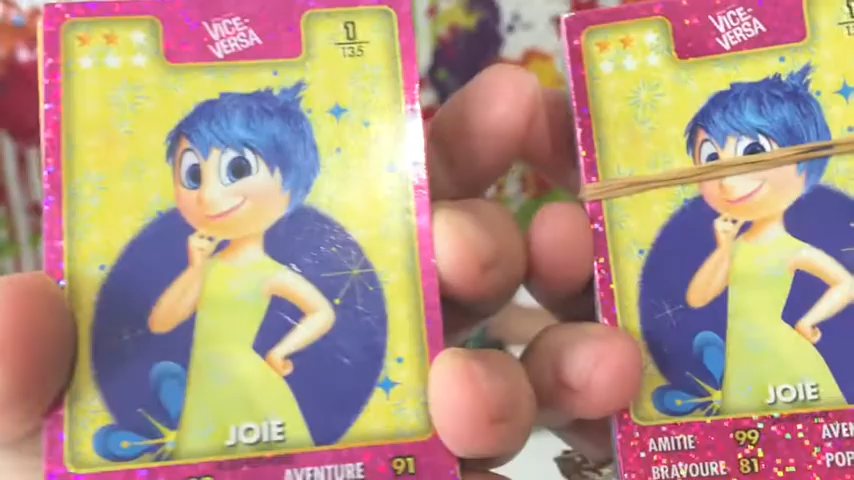 VICE-
VERSA
1
135
JOIE
AVENTURE 91
VICE-
VERSA
JOIE
AMITIE 99
BRAVOURE 81